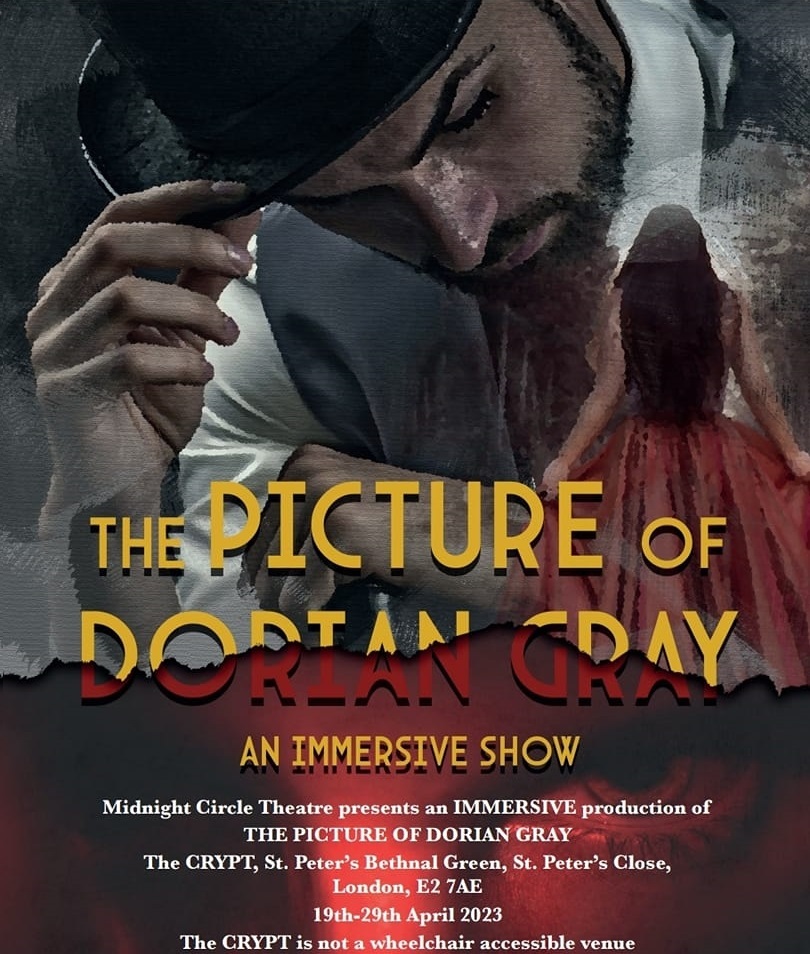 THE PICTURE OF
DORIAN GRAY
AN IMMERSIVE SHOW
Midnight Circle Theatre presents an IMMERSIVE production of
THE PICTURE OF DORIAN GRAY
The CRYPT, St. Peter's Bethnal Green, St. Peter's Close,
London, E2 7AE
19th-29th April 2023
The CRYPT is not a wheelchair accessible venue